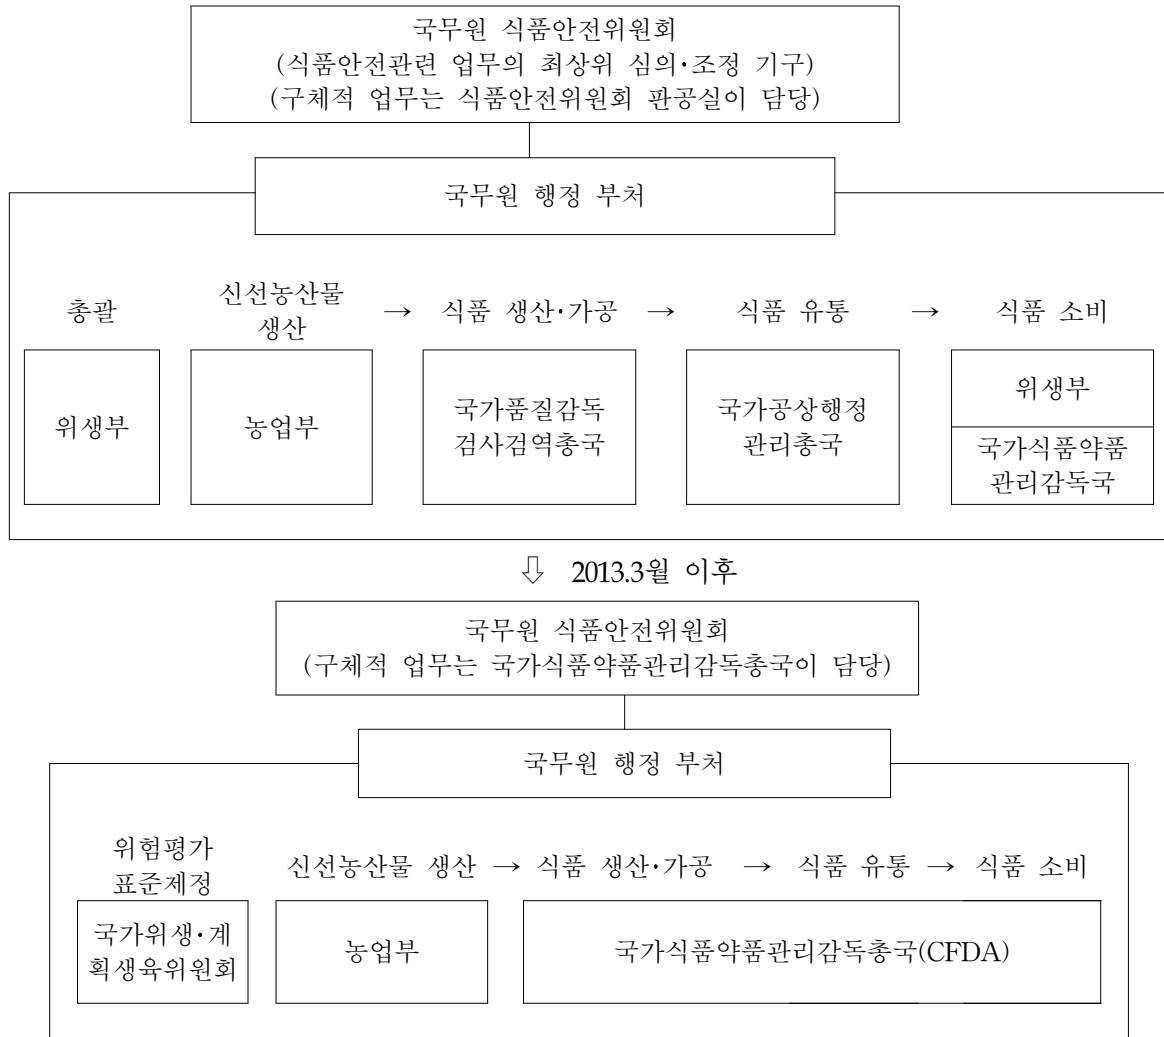 국무원 식품안전위원회
(식품안전관련 업무의 최상위 심의·조정 기구)
(구체적 업무는 식품안전위원회 판공실이 담당)
국무원 행정 부처
총괄
신선농산물
생산
→ 식품 생산·가공 → 식품 유통 → 식품 소비
위생부
농업부
국가품질감독
검사검역총국
국가공상행정
관리총국
위생부
국가식품약품
관리감독국
⇩ 2013.3월 이후
국무원 식품안전위원회
(구체적 업무는 국가식품약품관리감독총국이 담당)
국무원 행정 부처
위험평가
표준제정
신선농산물 생산 → 식품 생산·가공 → 식품 유통 → 식품 소비
국가위생·계
획생육위원회
농업부
국가식품약품관리감독총국(CFDA)